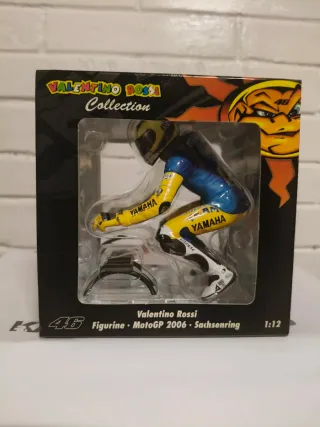 VALENTINO ROSSI
Collection
YAMAHA
YAMAHA
46
Valentino Rossi
Figurine · MotoGP 2006 · Sachsenring
1:12